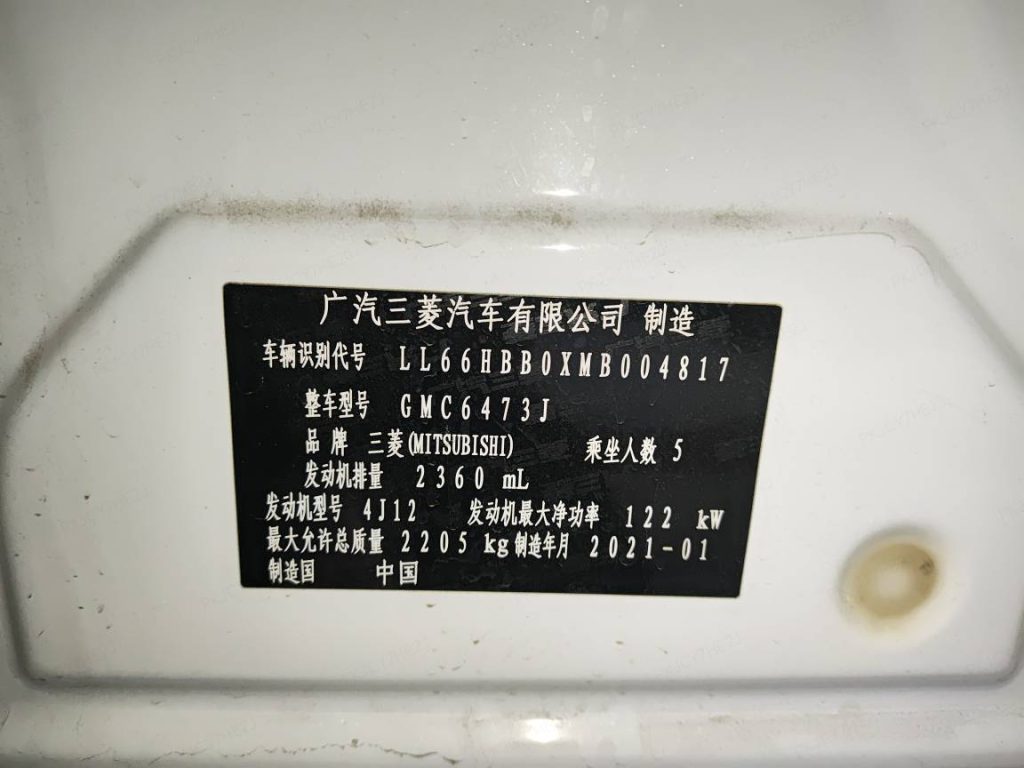 广汽三菱汽车有限公司 制造
车辆识别代号 LL66HBB0XMB004817
整车型号 GMC6473J
品牌 三菱(MITSUBISHI) 乘坐人数 5
发动机排量 2360 mL
发动机型号 4J12 发动机最大净功率 122 kW
最大允许总质量 2205 kg 制造年月 2021-01
制造国 中国